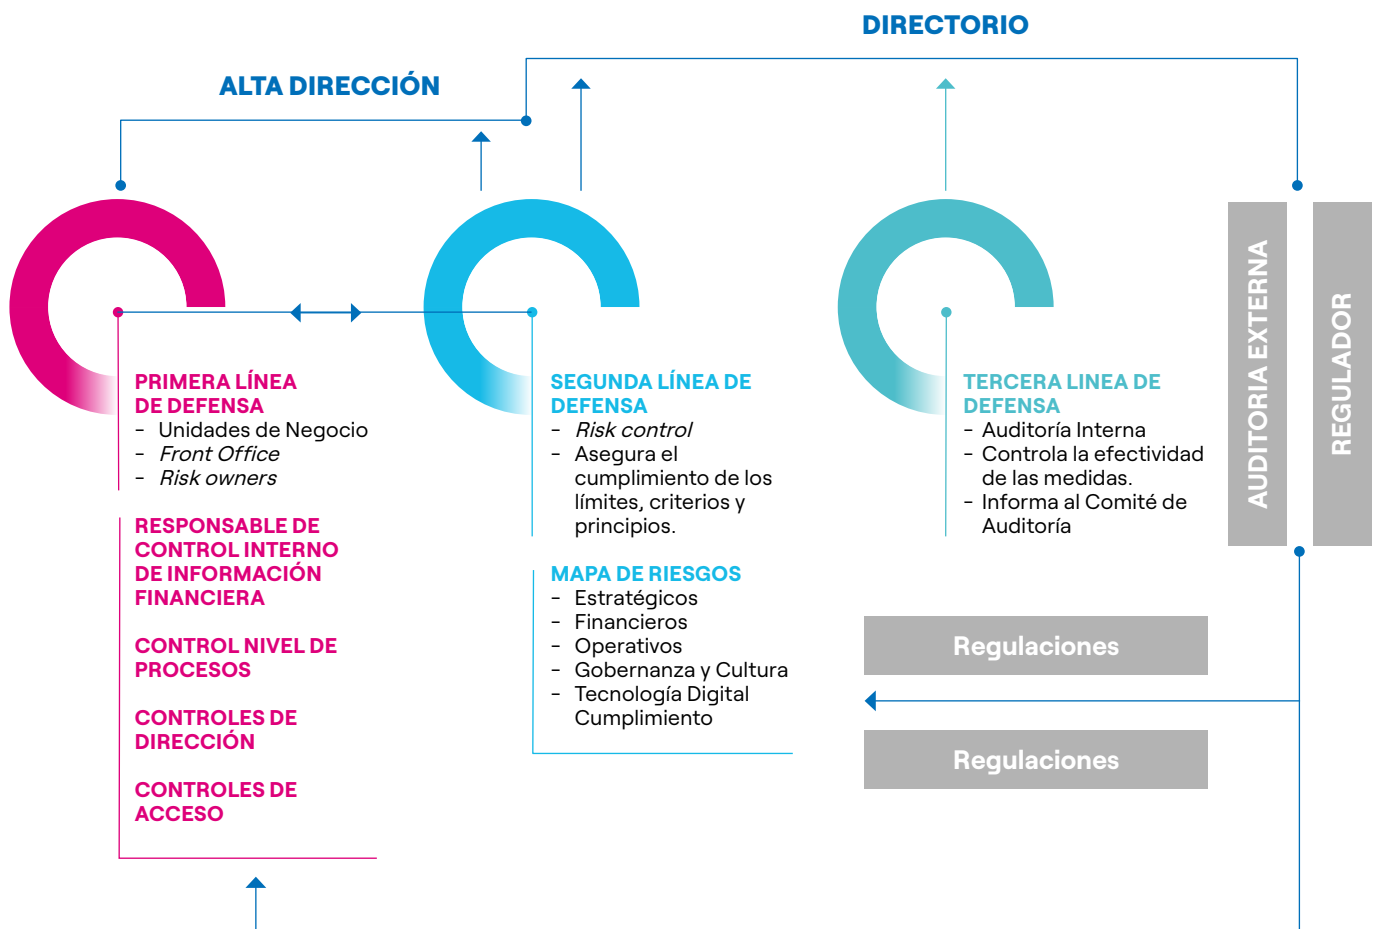 DIRECTORIO
ALTA DIRECCIÓN
PRIMERA LÍNEA
DE DEFENSA
- Unidades de Negocio
- Front Office
- Risk owners
RESPONSABLE DE
CONTROL INTERNO
DE INFORMACIÓN
FINANCIERA
CONTROL NIVEL DE
PROCESOS
CONTROLES DE
DIRECCIÓN
CONTROLES DE
ACCESO
SEGUNDA LÍNEA DE
DEFENSA
- Risk control
- Asegura el
cumplimiento de los
límites, criterios y
principios.
MAPA DE RIESGOS
- Estratégicos
- Financieros
- Operativos
- Gobernanza y Cultura
- Tecnología Digital
Cumplimiento
TERCERA LINEA DE
DEFENSA
- Auditoría Interna
- Controla la efectividad
de las medidas.
- Informa al Comité de
Auditoría
AUDITORIA EXTERNA
REGULADOR
Regulaciones
Regulaciones